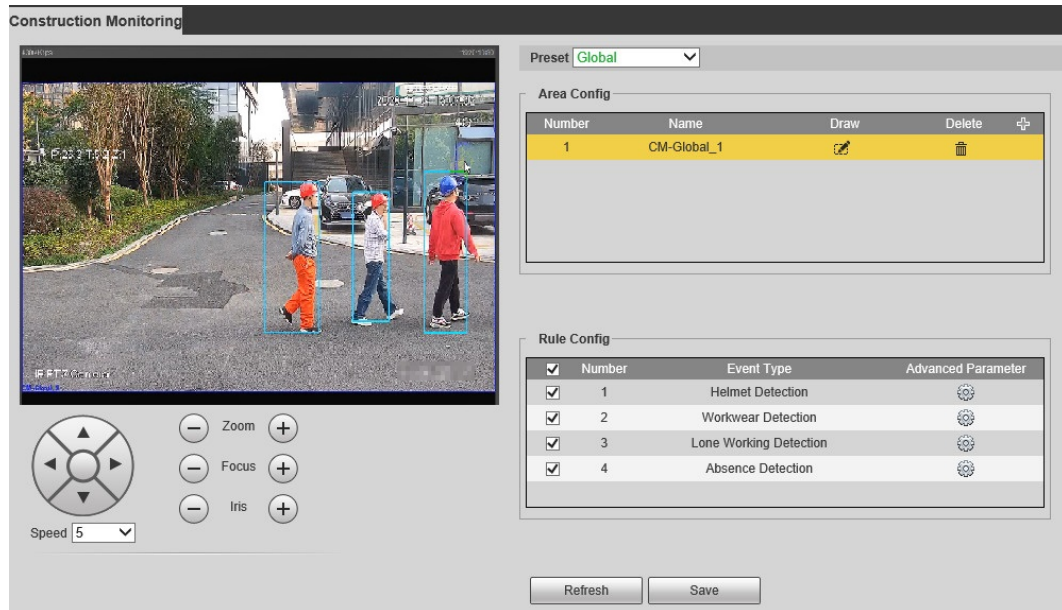 Construction Monitoring
Preset Global
Area Config
Number Name Draw Delete
1 CM-Global_1
Rule Config
Number Event Type Advanced Parameter
1 Helmet Detection
2 Workwear Detection
3 Lone Working Detection
4 Absence Detection
Zoom
Focus
Iris
Speed 5
Refresh Save